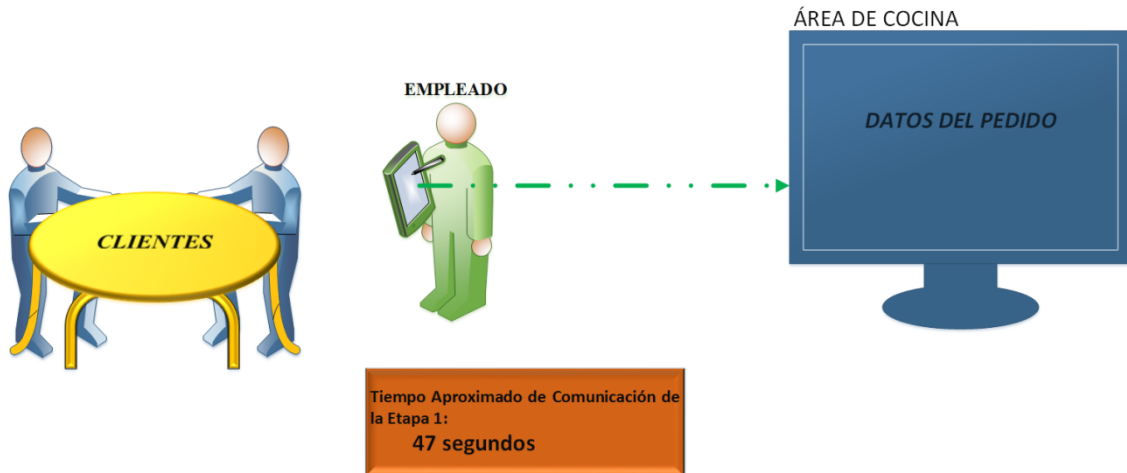 ÁREA DE COCINA
EMPLEADO
DATOS DEL PEDIDO
CLIENTES
Tiempo Aproximado de Comunicación de
la Etapa 1:
47 segundos